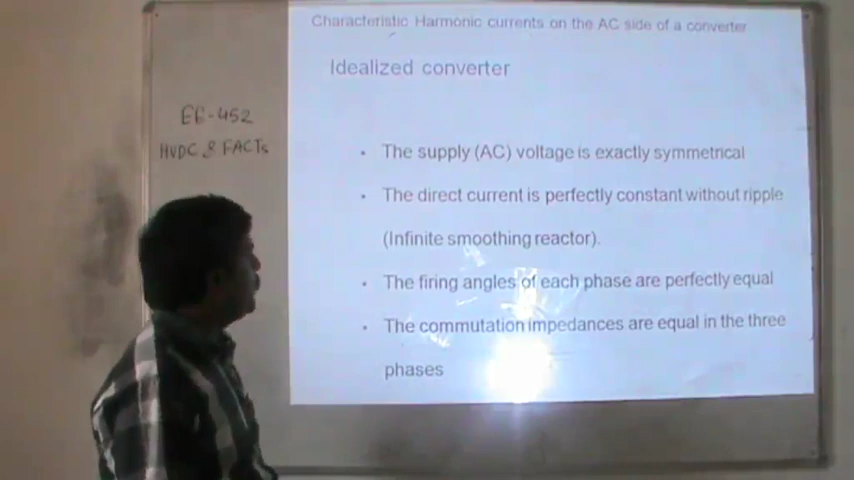 Characteristic Harmonic currents on the AC side of a converter
Idealized converter
EE-452
HVDC & FACTs
• The supply (AC) voltage is exactly symmetrical
• The direct current is perfectly constant without ripple
(Infinite smoothing reactor).
• The firing angles of each phase are perfectly equal
• The commutation impedances are equal in the three
phases